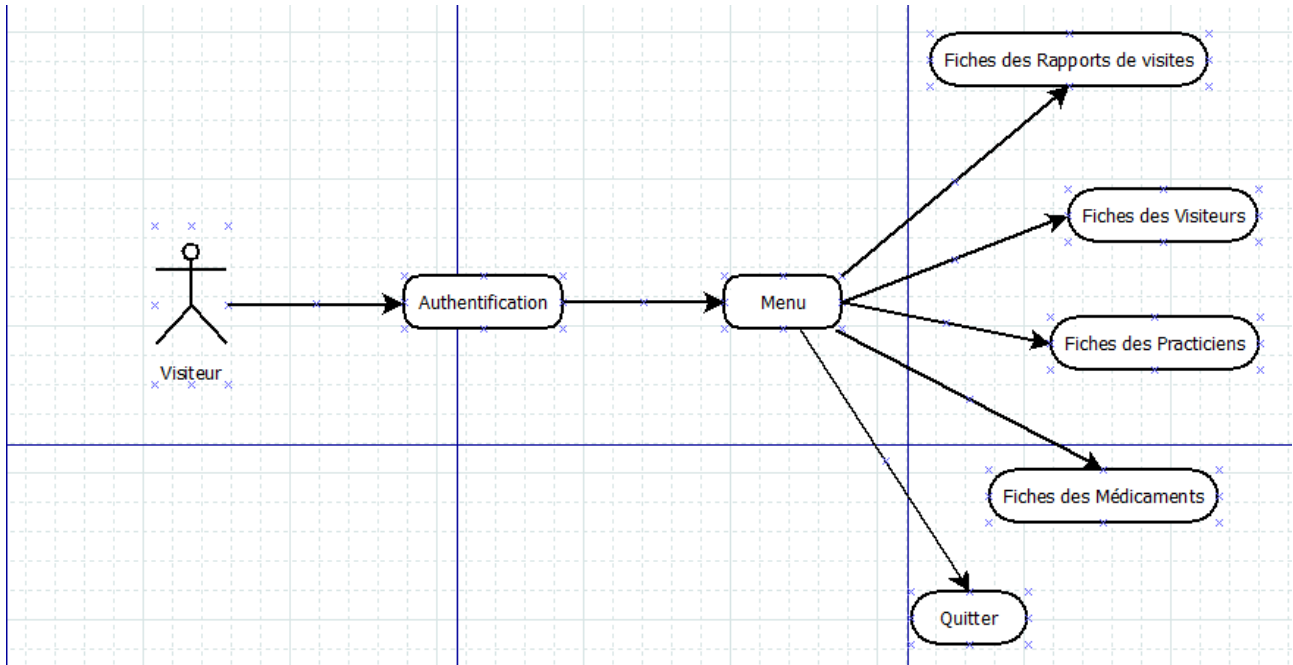 Fiches des Rapports de visites
Fiches des Visiteurs
Authentification
Menu
Fiches des Practiciens
Visiteur
Fiches des Médicaments
Quitter